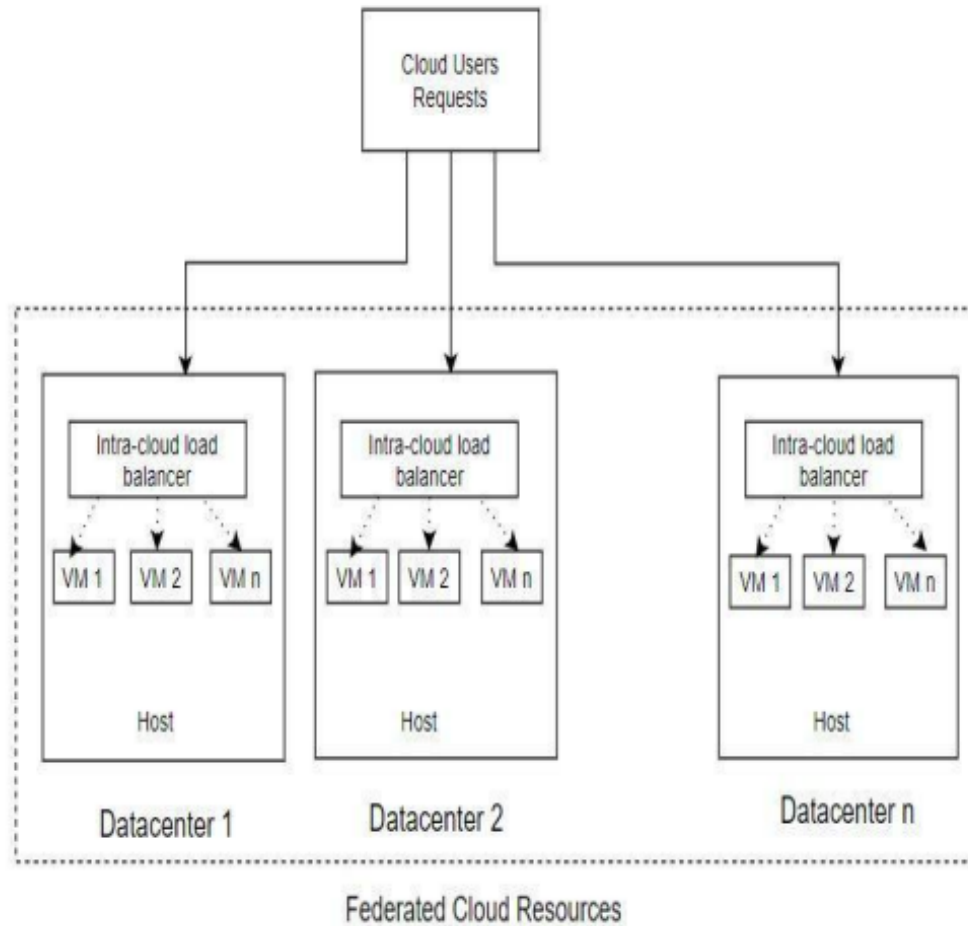 Cloud Users
Requests
Intra-cloud load
balancer
VM 1
VM 2
VM n
Host
Datacenter 1
Intra-cloud load
balancer
VM 1
VM 2
VM n
Host
Datacenter 2
Intra-cloud load
balancer
VM 1
VM 2
VM n
Host
Datacenter n
Federated Cloud Resources